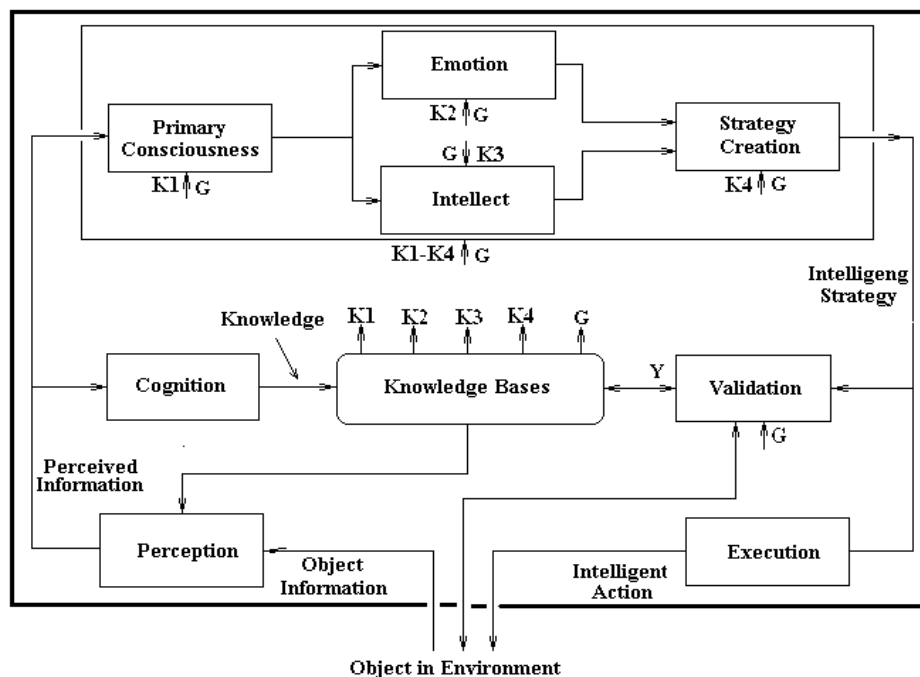 Emotion
K2 G
Primary
Consciousness
K1 G
G K3
Intellect
Strategy
Creation
K4 G
K1-K4 G
Intelligeng
Strategy
Knowledge
K1 K2 K3 K4 G
Cognition
Knowledge Bases
Y
Validation
G
Perceived
Information
Perception
Object
Information
Intelligent
Action
Execution
Object in Environment